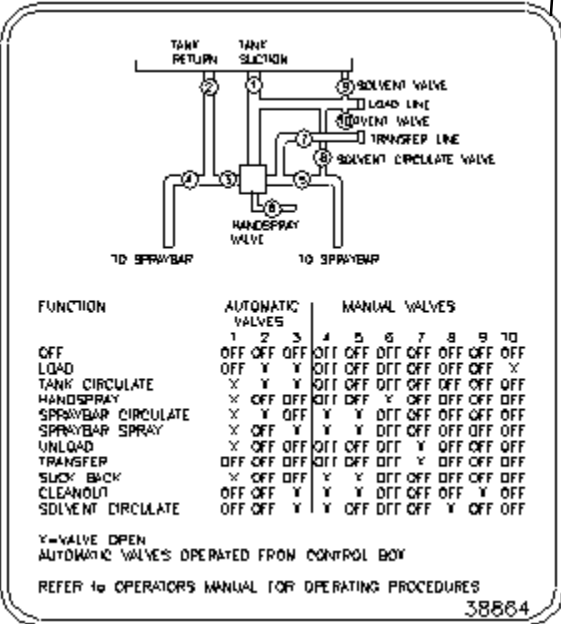 TANK RETURN
TANK SUCTION
2
1
9
SOLVENT VALVE
LOAD LINE
10
VENT VALVE
7
TRANSFER LINE
8
SOLVENT CIRCULATE VALVE
4
3
5
6
HANDSPRAY VALVE
TO SPRAYBAR
TO SPRAYBAR
FUNCTION AUTOMATIC VALVES MANUAL VALVES
1 2 3 4 5 6 7 8 9 10
OFF OFF OFF OFF OFF OFF OFF OFF OFF OFF OFF
LOAD OFF X X OFF OFF OFF OFF OFF OFF X
TANK CIRCULATE X X X OFF OFF OFF OFF OFF OFF OFF
HANDSPRAY X OFF OFF OFF OFF X OFF OFF OFF OFF
SPRAYBAR CIRCULATE X X OFF X X OFF OFF OFF OFF OFF
SPRAYBAR SPRAY X OFF X X X OFF OFF OFF OFF OFF
UNLOAD X OFF OFF OFF OFF OFF X OFF OFF OFF
TRANSFER OFF OFF OFF OFF OFF OFF X OFF OFF OFF
SUCK BACK X OFF OFF X X OFF OFF OFF OFF OFF
CLEANOUT OFF OFF X X X OFF OFF OFF X OFF
SOLVENT CIRCULATE OFF OFF X X OFF OFF OFF X OFF OFF
X=VALVE OPEN
AUTOMATIC VALVES OPERATED FROM CONTROL BOX
REFER to OPERATORS MANUAL FOR OPERATING PROCEDURES
38864